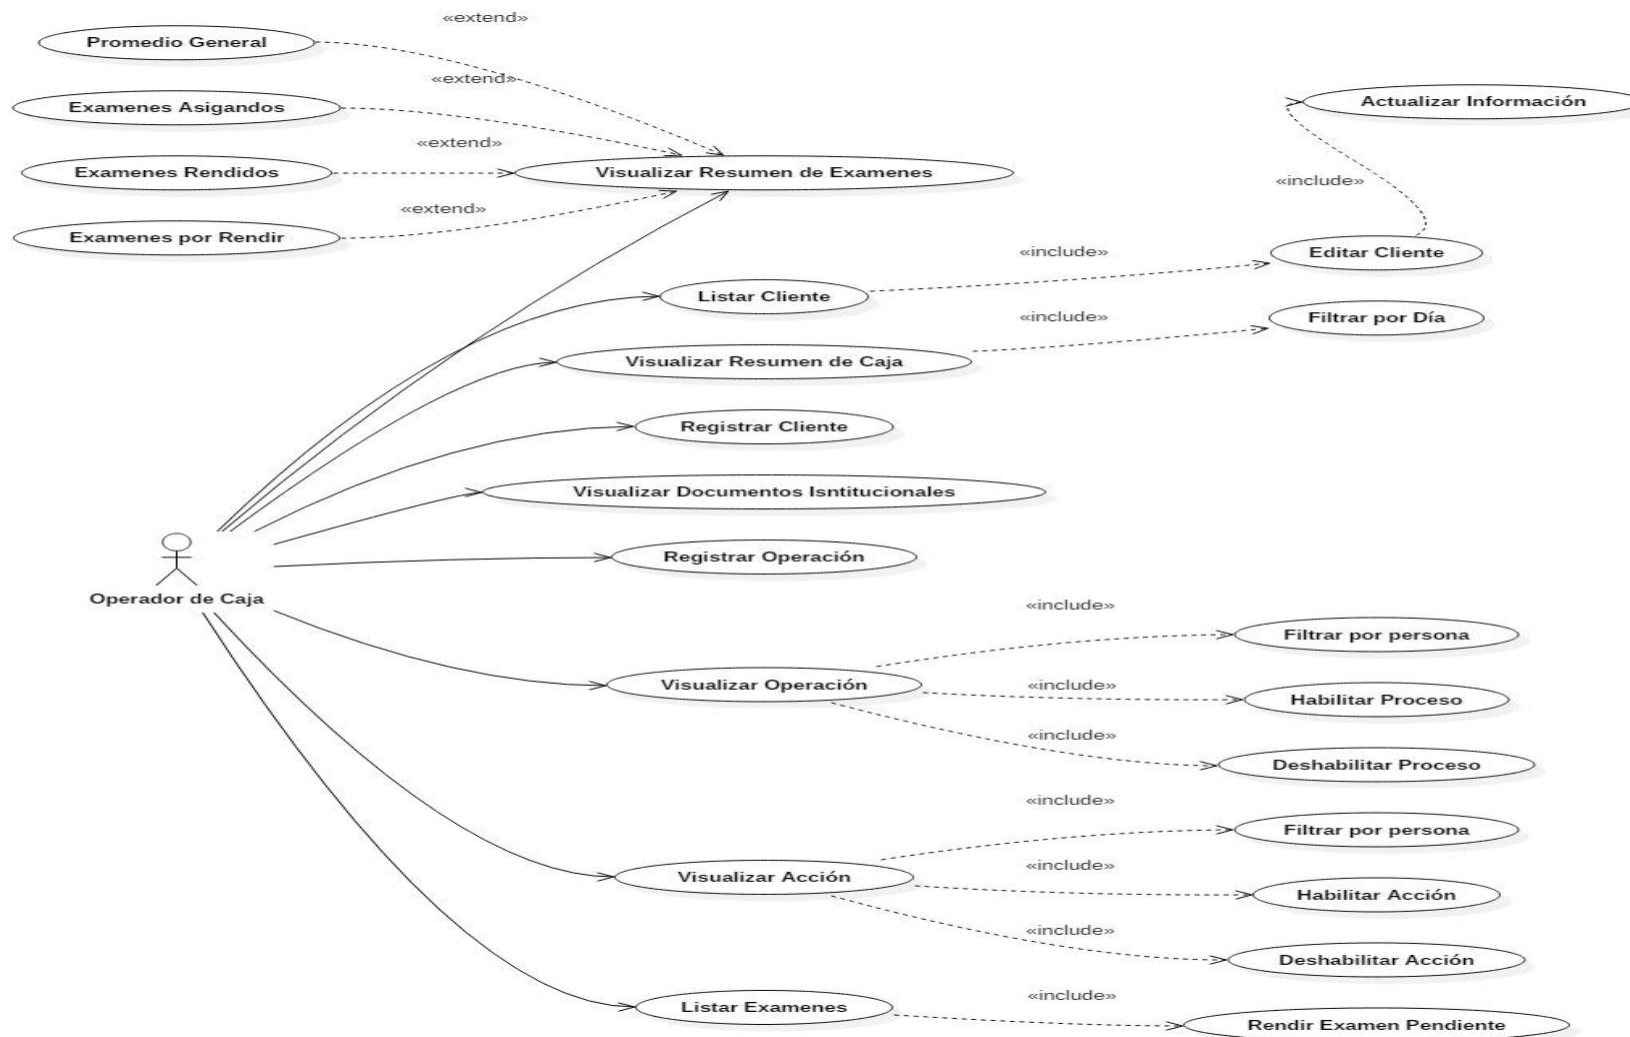 «extend»
Promedio General
«extend»
Examenes Asigandos
«extend»
Examenes Rendidos
«extend»
Examenes por Rendir
Visualizar Resumen de Examenes
Actualizar Información
«include»
Listar Cliente
«include»
Editar Cliente
Visualizar Resumen de Caja
«include»
Filtrar por Día
Registrar Cliente
Visualizar Documentos Isntitucionales
Registrar Operación
Operador de Caja
Visualizar Operación
«include»
Filtrar por persona
«include»
Habilitar Proceso
«include»
Deshabilitar Proceso
Visualizar Acción
«include»
Filtrar por persona
«include»
Habilitar Acción
«include»
Deshabilitar Acción
Listar Examenes
«include»
Rendir Examen Pendiente